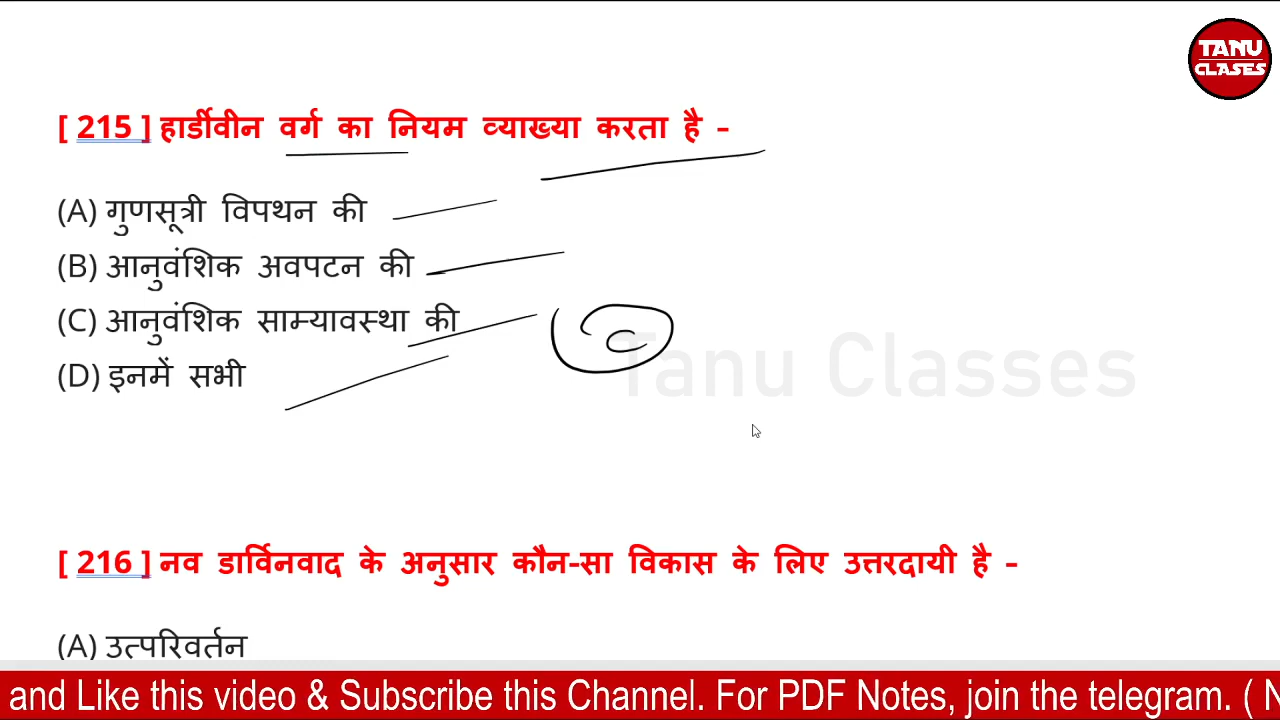 TANU
CLASES
[ 215 ] हार्डीवीन वर्ग का नियम व्याख्या करता है –
(A) गुणसूत्री विपथन की
(B) आनुवंशिक अवपटन की
(C) आनुवंशिक साम्यावस्था की
(D) इनमें सभी
Tanu Classes
[ 216 ] नव डार्विनवाद के अनुसार कौन-सा विकास के लिए उत्तरदायी है –
(A) उत्परिवर्तन
and Like this video & Subscribe this Channel. For PDF Notes, join the telegram. ( N